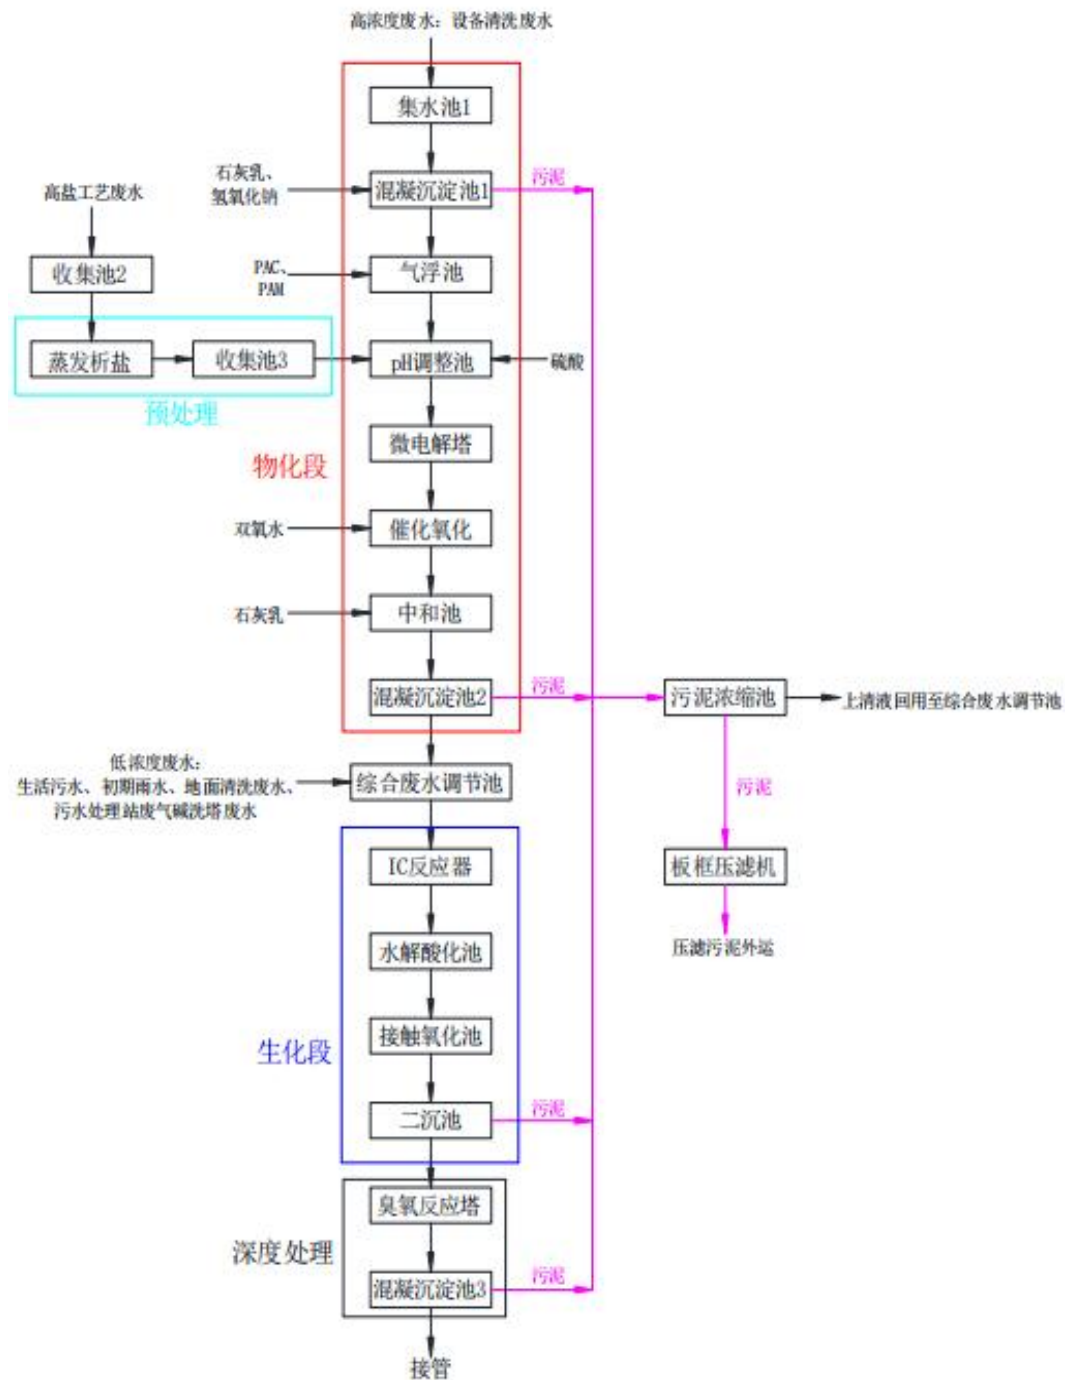 高浓度废水：设备清洗废水
集水池1
石灰乳、
氢氧化钠
混凝沉淀池1
污泥
高盐工艺废水
收集池2
PAC、
PAM
气浮池
蒸发析盐
收集池3
pH调整池
硫酸
预处理
微电解塔
物化段
双氧水
催化氧化
石灰乳
中和池
混凝沉淀池2
污泥
污泥浓缩池
上清液回用至综合废水调节池
低浓度废水：
生活污水、初期雨水、地面清洗废水、
污水处理站废气碱洗塔废水
综合废水调节池
污泥
IC反应器
板框压滤机
水解酸化池
压滤污泥外运
接触氧化池
生化段
二沉池
污泥
臭氧反应塔
深度处理
混凝沉淀池3
污泥
接管